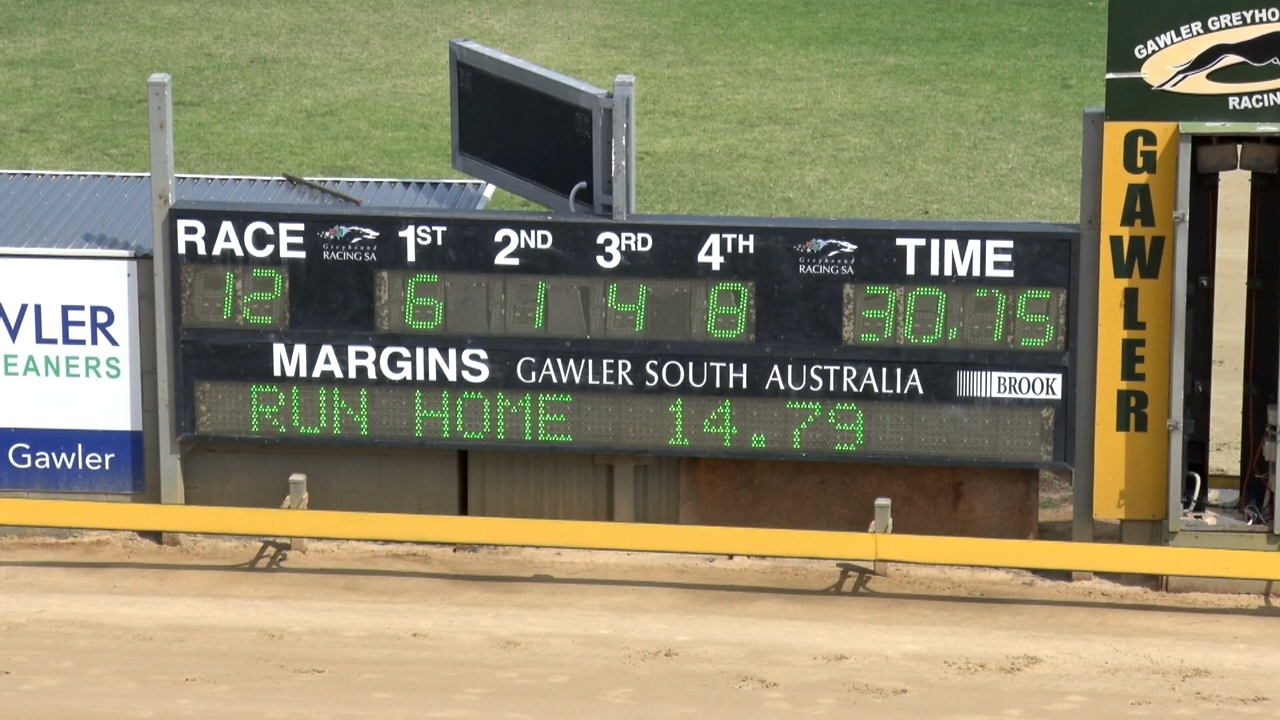 GAWLER GREYHO
RACIN
GAWLER
RACE 1ST 2ND 3RD 4TH TIME
Greyhound RACING SA
Greyhound RACING SA
12 6 1 4 8 30.75
MARGINS GAWLER SOUTH AUSTRALIA BROOK
RUN HOME 14.79
VLER
EANERS
Gawler